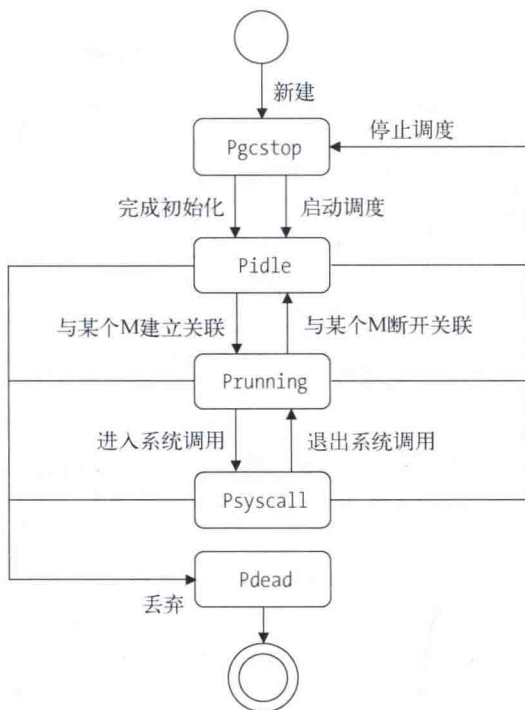 新建
停止调度
Pgcstop
完成初始化
启动调度
Pidle
与某个M建立关联
与某个M断开关联
Prunning
进入系统调用
退出系统调用
Psyscall
Pdead
丢弃